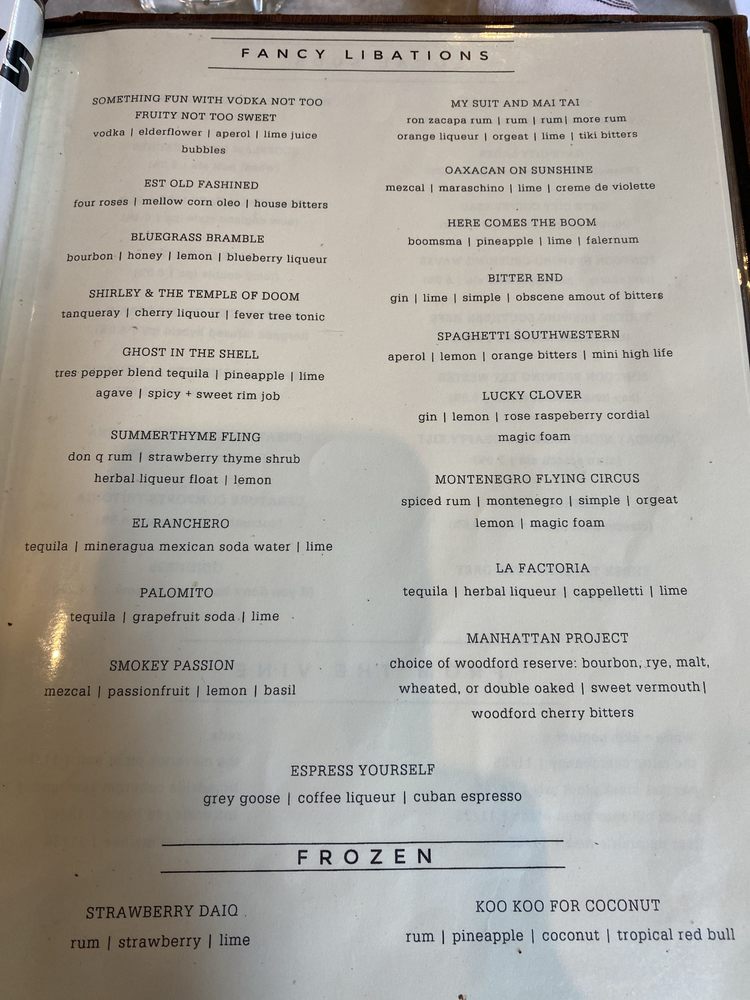 FANCY LIBATIONS
SOMETHING FUN WITH VODKA NOT TOO
FRUITY NOT TOO SWEET
vodka | elderflower | aperol | lime juice
bubbles
EST OLD FASHINED
four roses | mellow corn oleo | house bitters
BLUEGRASS BRAMBLE
bourbon | honey | lemon | blueberry liqueur
SHIRLEY & THE TEMPLE OF DOOM
tanqueray | cherry liquour | fever tree tonic
GHOST IN THE SHELL
tres pepper blend tequila | pineapple | lime
agave | spicy + sweet rim job
SUMMERTHYME FLING
don q rum | strawberry thyme shrub
herbal liqueur float | lemon
EL RANCHERO
tequila | mineragua mexican soda water | lime
PALOMITO
tequila | grapefruit soda | lime
SMOKEY PASSION
mezcal | passionfruit | lemon | basil
MY SUIT AND MAI TAI
ron zacapa rum | rum | rum| more rum
orange liqueur | orgeat | lime | tiki bitters
OAXACAN ON SUNSHINE
mezcal | maraschino | lime | creme de violette
HERE COMES THE BOOM
boomsma | pineapple | lime | falernum
BITTER END
gin | lime | simple | obscene amout of bitters
SPAGHETTI SOUTHWESTERN
aperol | lemon | orange bitters | mini high life
LUCKY CLOVER
gin | lemon | rose raspeberry cordial
magic foam
MONTENEGRO FLYING CIRCUS
spiced rum | montenegro | simple | orgeat
lemon | magic foam
LA FACTORIA
tequila | herbal liqueur | cappelletti | lime
MANHATTAN PROJECT
choice of woodford reserve: bourbon, rye, malt,
wheated, or double oaked | sweet vermouth|
woodford cherry bitters
ESPRESS YOURSELF
grey goose | coffee liqueur | cuban espresso
FROZEN
STRAWBERRY DAIQ
rum | strawberry | lime
KOO KOO FOR COCONUT
rum | pineapple | coconut | tropical red bull